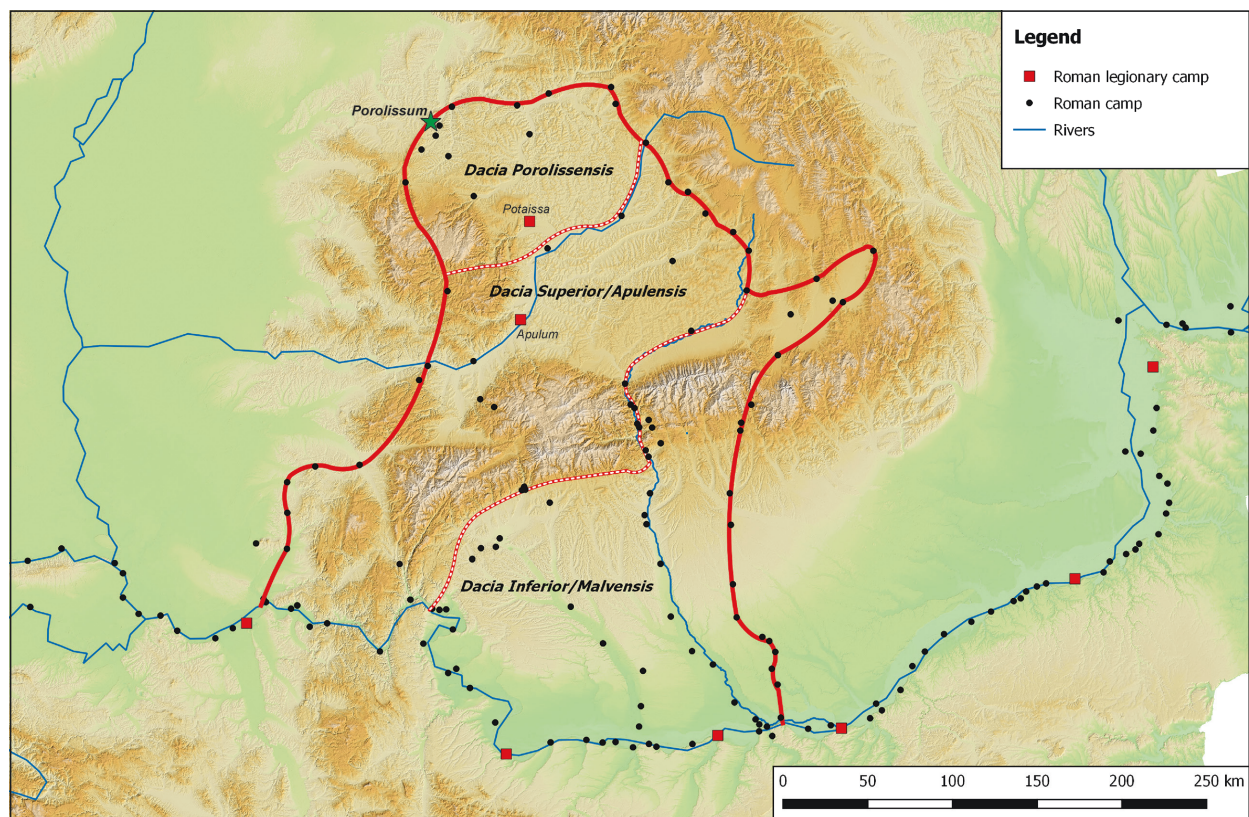 Legend
Roman legionary camp
Roman camp
Rivers
Porolissum
Dacia Porolissensis
Potaissa
Dacia Superior/Apulensis
Apulum
Dacia Inferior/Malvensis
0 50 100 150 200 250 km